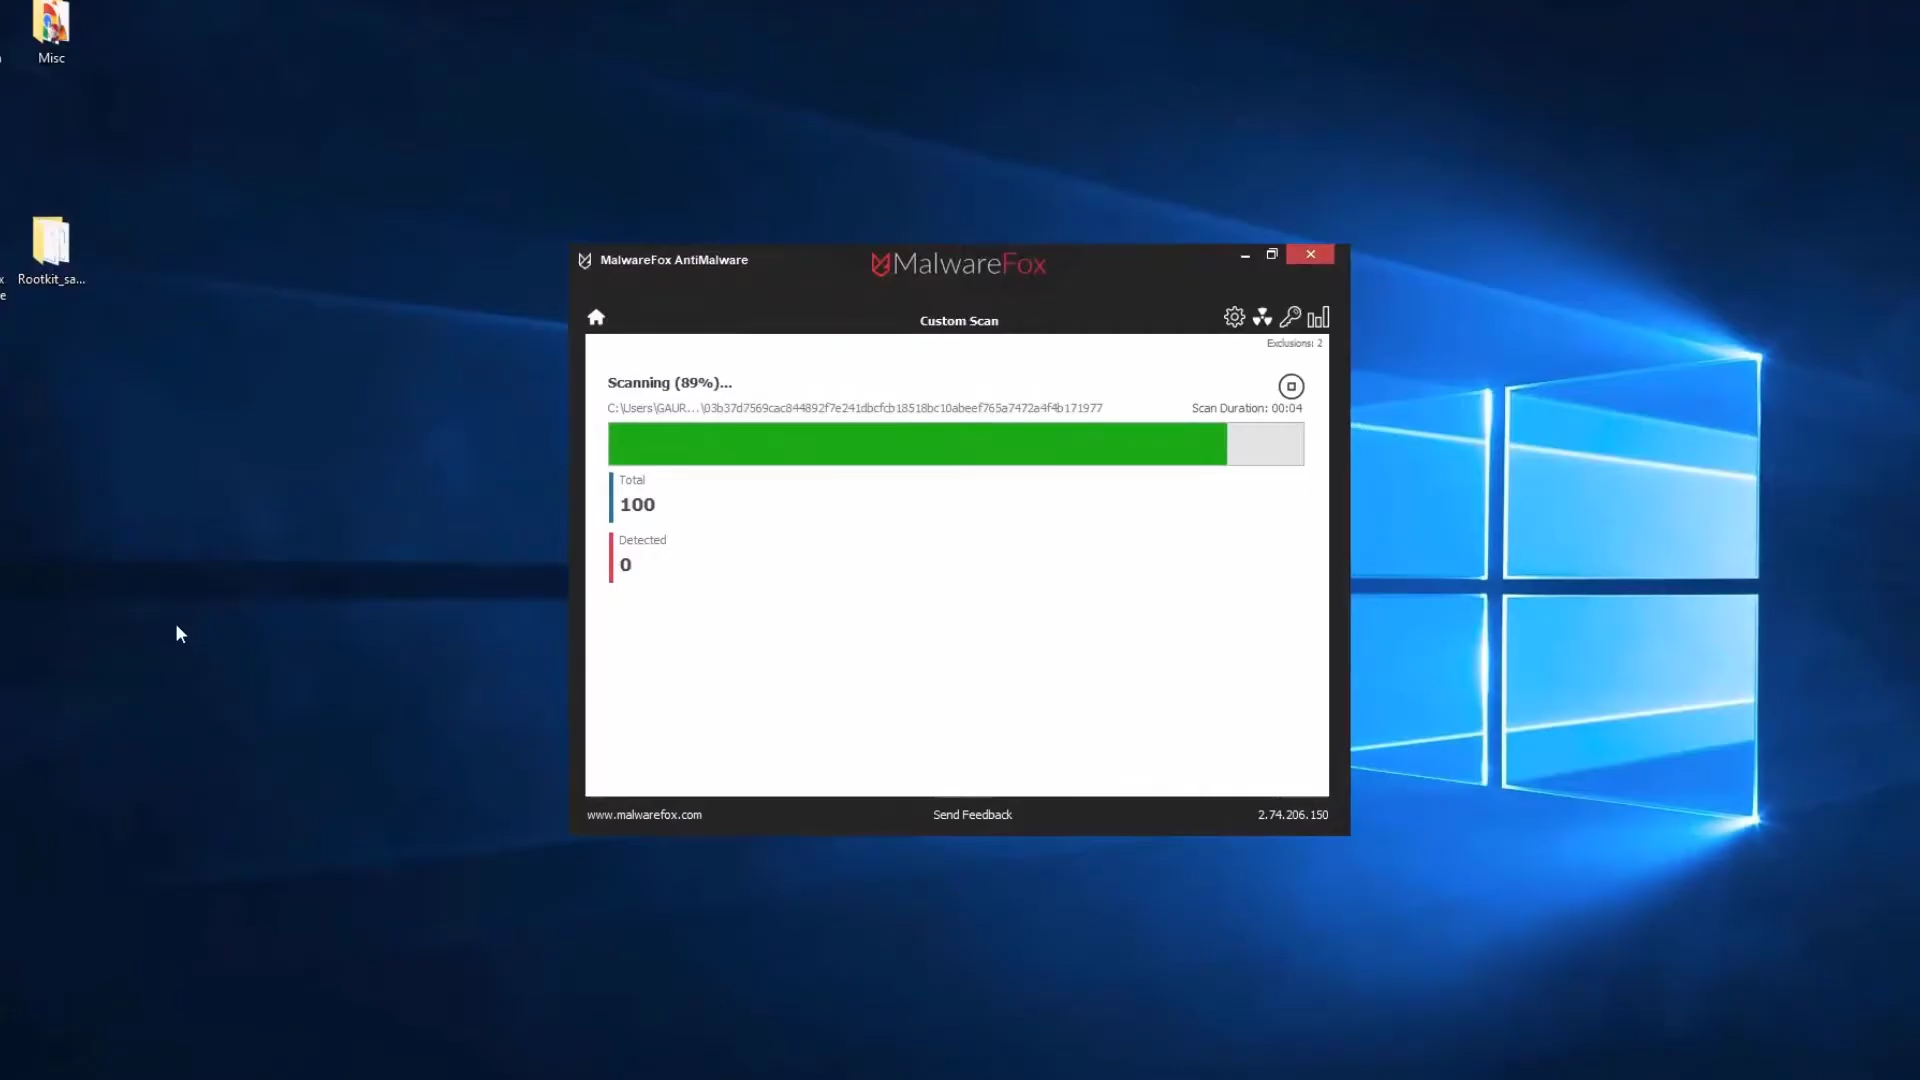 Misc
Rootkit_sa...
x
e
MalwareFox AntiMalware
MalwareFox
Custom Scan
Exclusions: 2
Scanning (89%)...
C:\Users\GAUR...\03b37d7569cac844892f7e241dbcfcb18518bc10abeef765a7472a4f4b171977
Scan Duration: 00:04
Total
100
Detected
0
www.malwarefox.com
Send Feedback
2.74.206.150